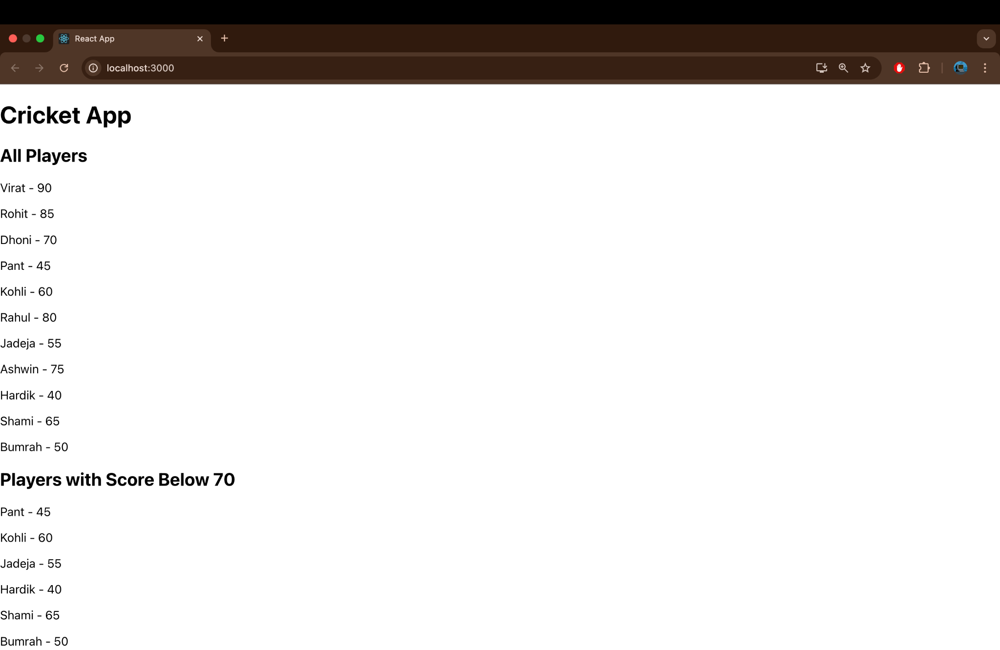 React App
localhost:3000
Cricket App
All Players
Virat - 90
Rohit - 85
Dhoni - 70
Pant - 45
Kohli - 60
Rahul - 80
Jadeja - 55
Ashwin - 75
Hardik - 40
Shami - 65
Bumrah - 50
Players with Score Below 70
Pant - 45
Kohli - 60
Jadeja - 55
Hardik - 40
Shami - 65
Bumrah - 50